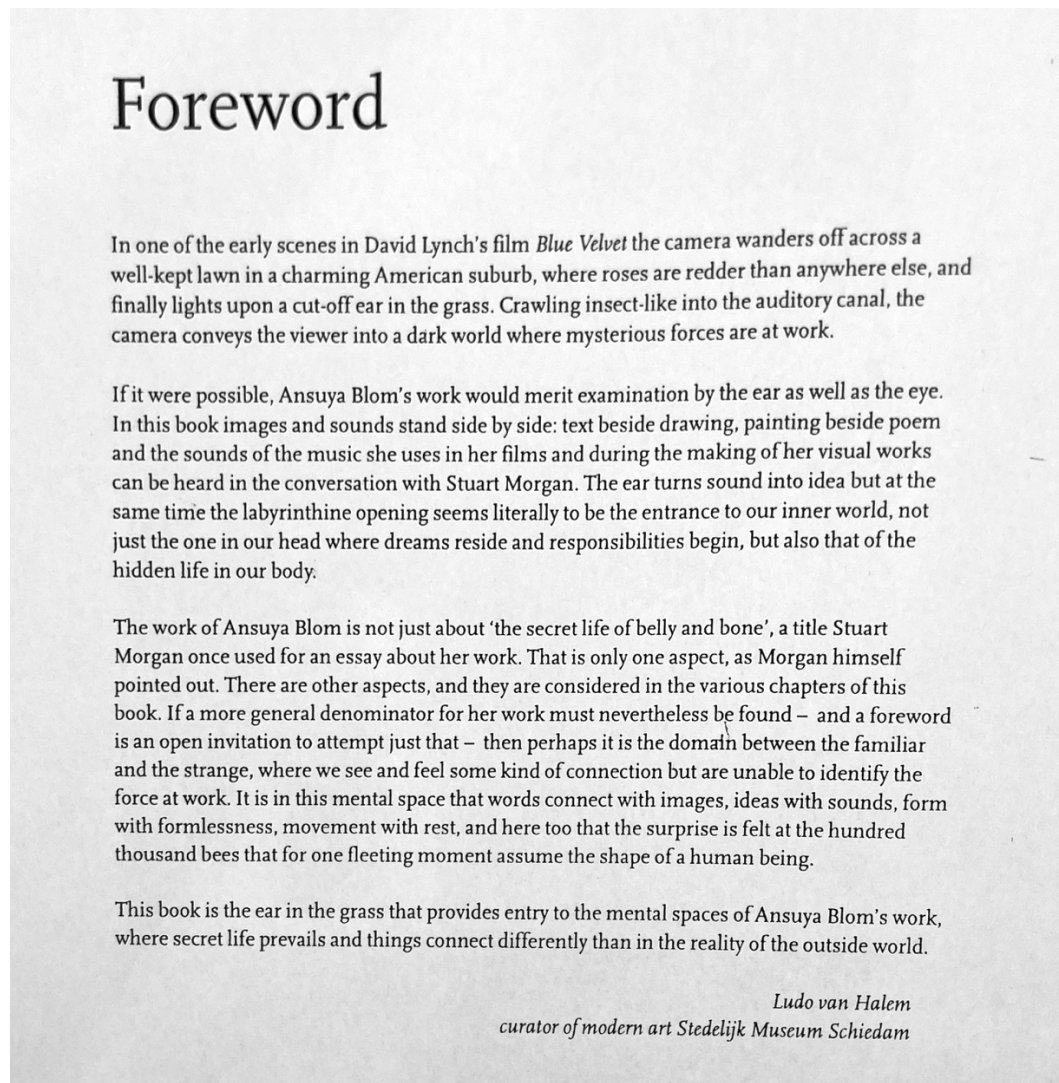 Foreword
In one of the early scenes in David Lynch's film Blue Velvet the camera wanders off across a
well-kept lawn in a charming American suburb, where roses are redder than anywhere else, and
finally lights upon a cut-off ear in the grass. Crawling insect-like into the auditory canal, the
camera conveys the viewer into a dark world where mysterious forces are at work.
If it were possible, Ansuya Blom's work would merit examination by the ear as well as the eye.
In this book images and sounds stand side by side: text beside drawing, painting beside poem
and the sounds of the music she uses in her films and during the making of her visual works
can be heard in the conversation with Stuart Morgan. The ear turns sound into idea but at the
same time the labyrinthine opening seems literally to be the entrance to our inner world, not
just the one in our head where dreams reside and responsibilities begin, but also that of the
hidden life in our body.
The work of Ansuya Blom is not just about ‘the secret life of belly and bone’, a title Stuart
Morgan once used for an essay about her work. That is only one aspect, as Morgan himself
pointed out. There are other aspects, and they are considered in the various chapters of this
book. If a more general denominator for her work must nevertheless be found – and a foreword
is an open invitation to attempt just that – then perhaps it is the domain between the familiar
and the strange, where we see and feel some kind of connection but are unable to identify the
force at work. It is in this mental space that words connect with images, ideas with sounds, form
with formlessness, movement with rest, and here too that the surprise is felt at the hundred
thousand bees that for one fleeting moment assume the shape of a human being.
This book is the ear in the grass that provides entry to the mental spaces of Ansuya Blom's work,
where secret life prevails and things connect differently than in the reality of the outside world.
Ludo van Halem
curator of modern art Stedelijk Museum Schiedam